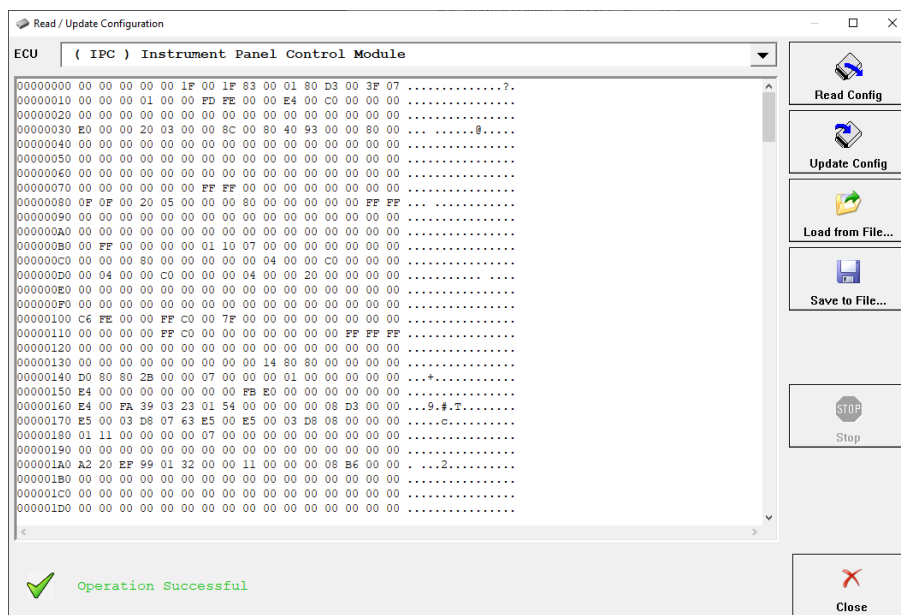 Read / Update Configuration
ECU
( IPC ) Instrument Panel Control Module
00000000 00 00 00 00 00 1F 00 1F 83 00 01 80 D3 00 3F 07 ..............?.
00000010 00 00 00 01 00 00 FD FE 00 00 E4 00 C0 00 00 00 ................
00000020 00 00 00 00 00 00 00 00 00 00 00 00 00 00 00 00 ................
00000030 E0 00 00 20 03 00 00 8C 00 80 40 93 00 00 80 00 ... ......@.....
00000040 00 00 00 00 00 00 00 00 00 00 00 00 00 00 00 00 ................
00000050 00 00 00 00 00 00 00 00 00 00 00 00 00 00 00 00 ................
00000060 00 00 00 00 00 00 00 00 00 00 00 00 00 00 00 00 ................
00000070 00 00 00 00 00 00 FF FF 00 00 00 00 00 00 00 00 ................
00000080 0F 0F 00 20 05 00 00 00 80 00 00 00 00 00 FF FF ... ............
00000090 00 00 00 00 00 00 00 00 00 00 00 00 00 00 00 00 ................
000000A0 00 00 00 00 00 00 00 00 00 00 00 00 00 00 00 00 ................
000000B0 00 FF 00 00 00 00 01 10 07 00 00 00 00 00 00 00 ................
000000C0 00 00 00 80 00 00 00 00 00 04 00 00 C0 00 00 00 ................
000000D0 00 04 00 00 C0 00 00 00 04 00 00 20 00 00 00 00 ........... ....
000000E0 00 00 00 00 00 00 00 00 00 00 00 00 00 00 00 00 ................
000000F0 00 00 00 00 00 00 00 00 00 00 00 00 00 00 00 00 ................
00000100 C6 FE 00 00 FF C0 00 7F 00 00 00 00 00 00 00 00 ................
00000110 00 00 00 00 FF C0 00 00 00 00 00 00 00 FF FF FF ................
00000120 00 00 00 00 00 00 00 00 00 00 00 00 00 00 00 00 ................
00000130 00 00 00 00 00 00 00 00 00 14 80 80 00 00 00 00 ................
00000140 D0 80 80 2B 00 00 07 00 00 00 01 00 00 00 00 00 ...+............
00000150 E4 00 00 00 00 00 00 00 FB E0 00 00 00 00 00 00 ................
00000160 E4 00 FA 39 03 23 01 54 00 00 00 00 08 D3 00 00 ...9.#.T........
00000170 E5 00 03 D8 07 63 E5 00 E5 00 03 D8 08 00 00 00 .....c..........
00000180 01 11 00 00 00 00 07 00 00 00 00 00 00 00 00 00 ................
00000190 00 00 00 00 00 00 00 00 00 00 00 00 00 00 00 00 ................
000001A0 A2 20 EF 99 01 32 00 00 11 00 00 00 08 B6 00 00 . ...2..........
000001B0 00 00 00 00 00 00 00 00 00 00 00 00 00 00 00 00 ................
000001C0 00 00 00 00 00 00 00 00 00 00 00 00 00 00 00 00 ................
000001D0 00 00 00 00 00 00 00 00 00 00 00 00 00 00 00 00 ................
Operation Successful
Read Config
Update Config
Load from File...
Save to File...
STOP
Stop
Close